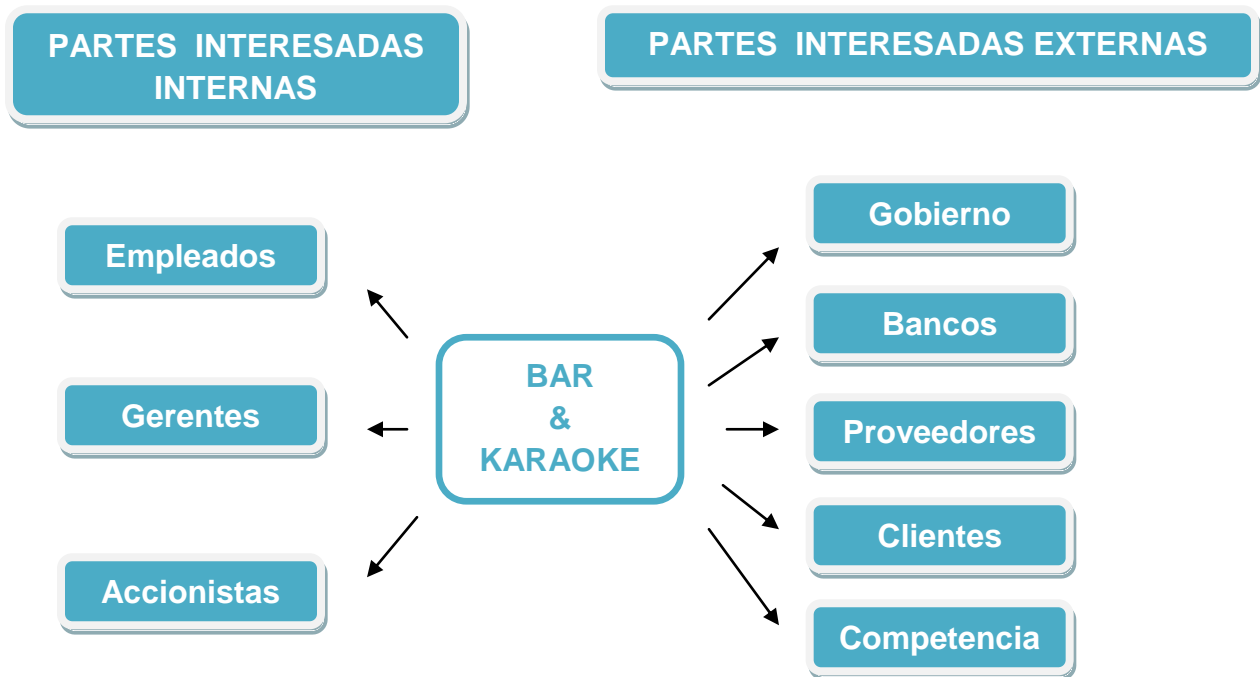 PARTES INTERESADAS
INTERNAS
PARTES INTERESADAS EXTERNAS
Empleados
Gerentes
Accionistas
BAR
&
KARAOKE
Gobierno
Bancos
Proveedores
Clientes
Competencia